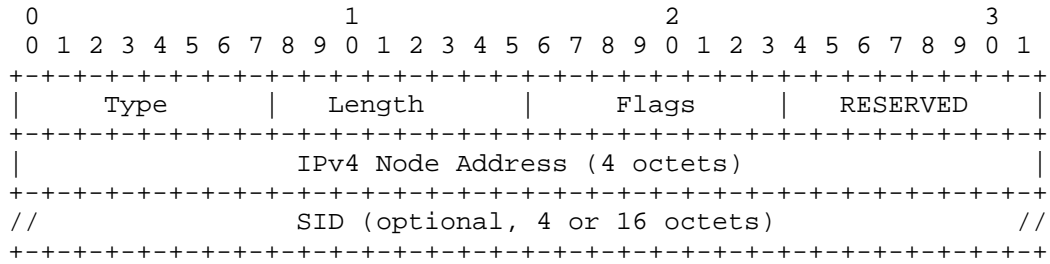 0                   1                   2                   3
 0 1 2 3 4 5 6 7 8 9 0 1 2 3 4 5 6 7 8 9 0 1 2 3 4 5 6 7 8 9 0 1
+-+-+-+-+-+-+-+-+-+-+-+-+-+-+-+-+-+-+-+-+-+-+-+-+-+-+-+-+-+-+-+-+
|     Type      |   Length      |     Flags     |   RESERVED    |
+-+-+-+-+-+-+-+-+-+-+-+-+-+-+-+-+-+-+-+-+-+-+-+-+-+-+-+-+-+-+-+-+
|                 IPv4 Node Address (4 octets)                  |
+-+-+-+-+-+-+-+-+-+-+-+-+-+-+-+-+-+-+-+-+-+-+-+-+-+-+-+-+-+-+-+-+
//                SID (optional, 4 or 16 octets)               //
+-+-+-+-+-+-+-+-+-+-+-+-+-+-+-+-+-+-+-+-+-+-+-+-+-+-+-+-+-+-+-+-+